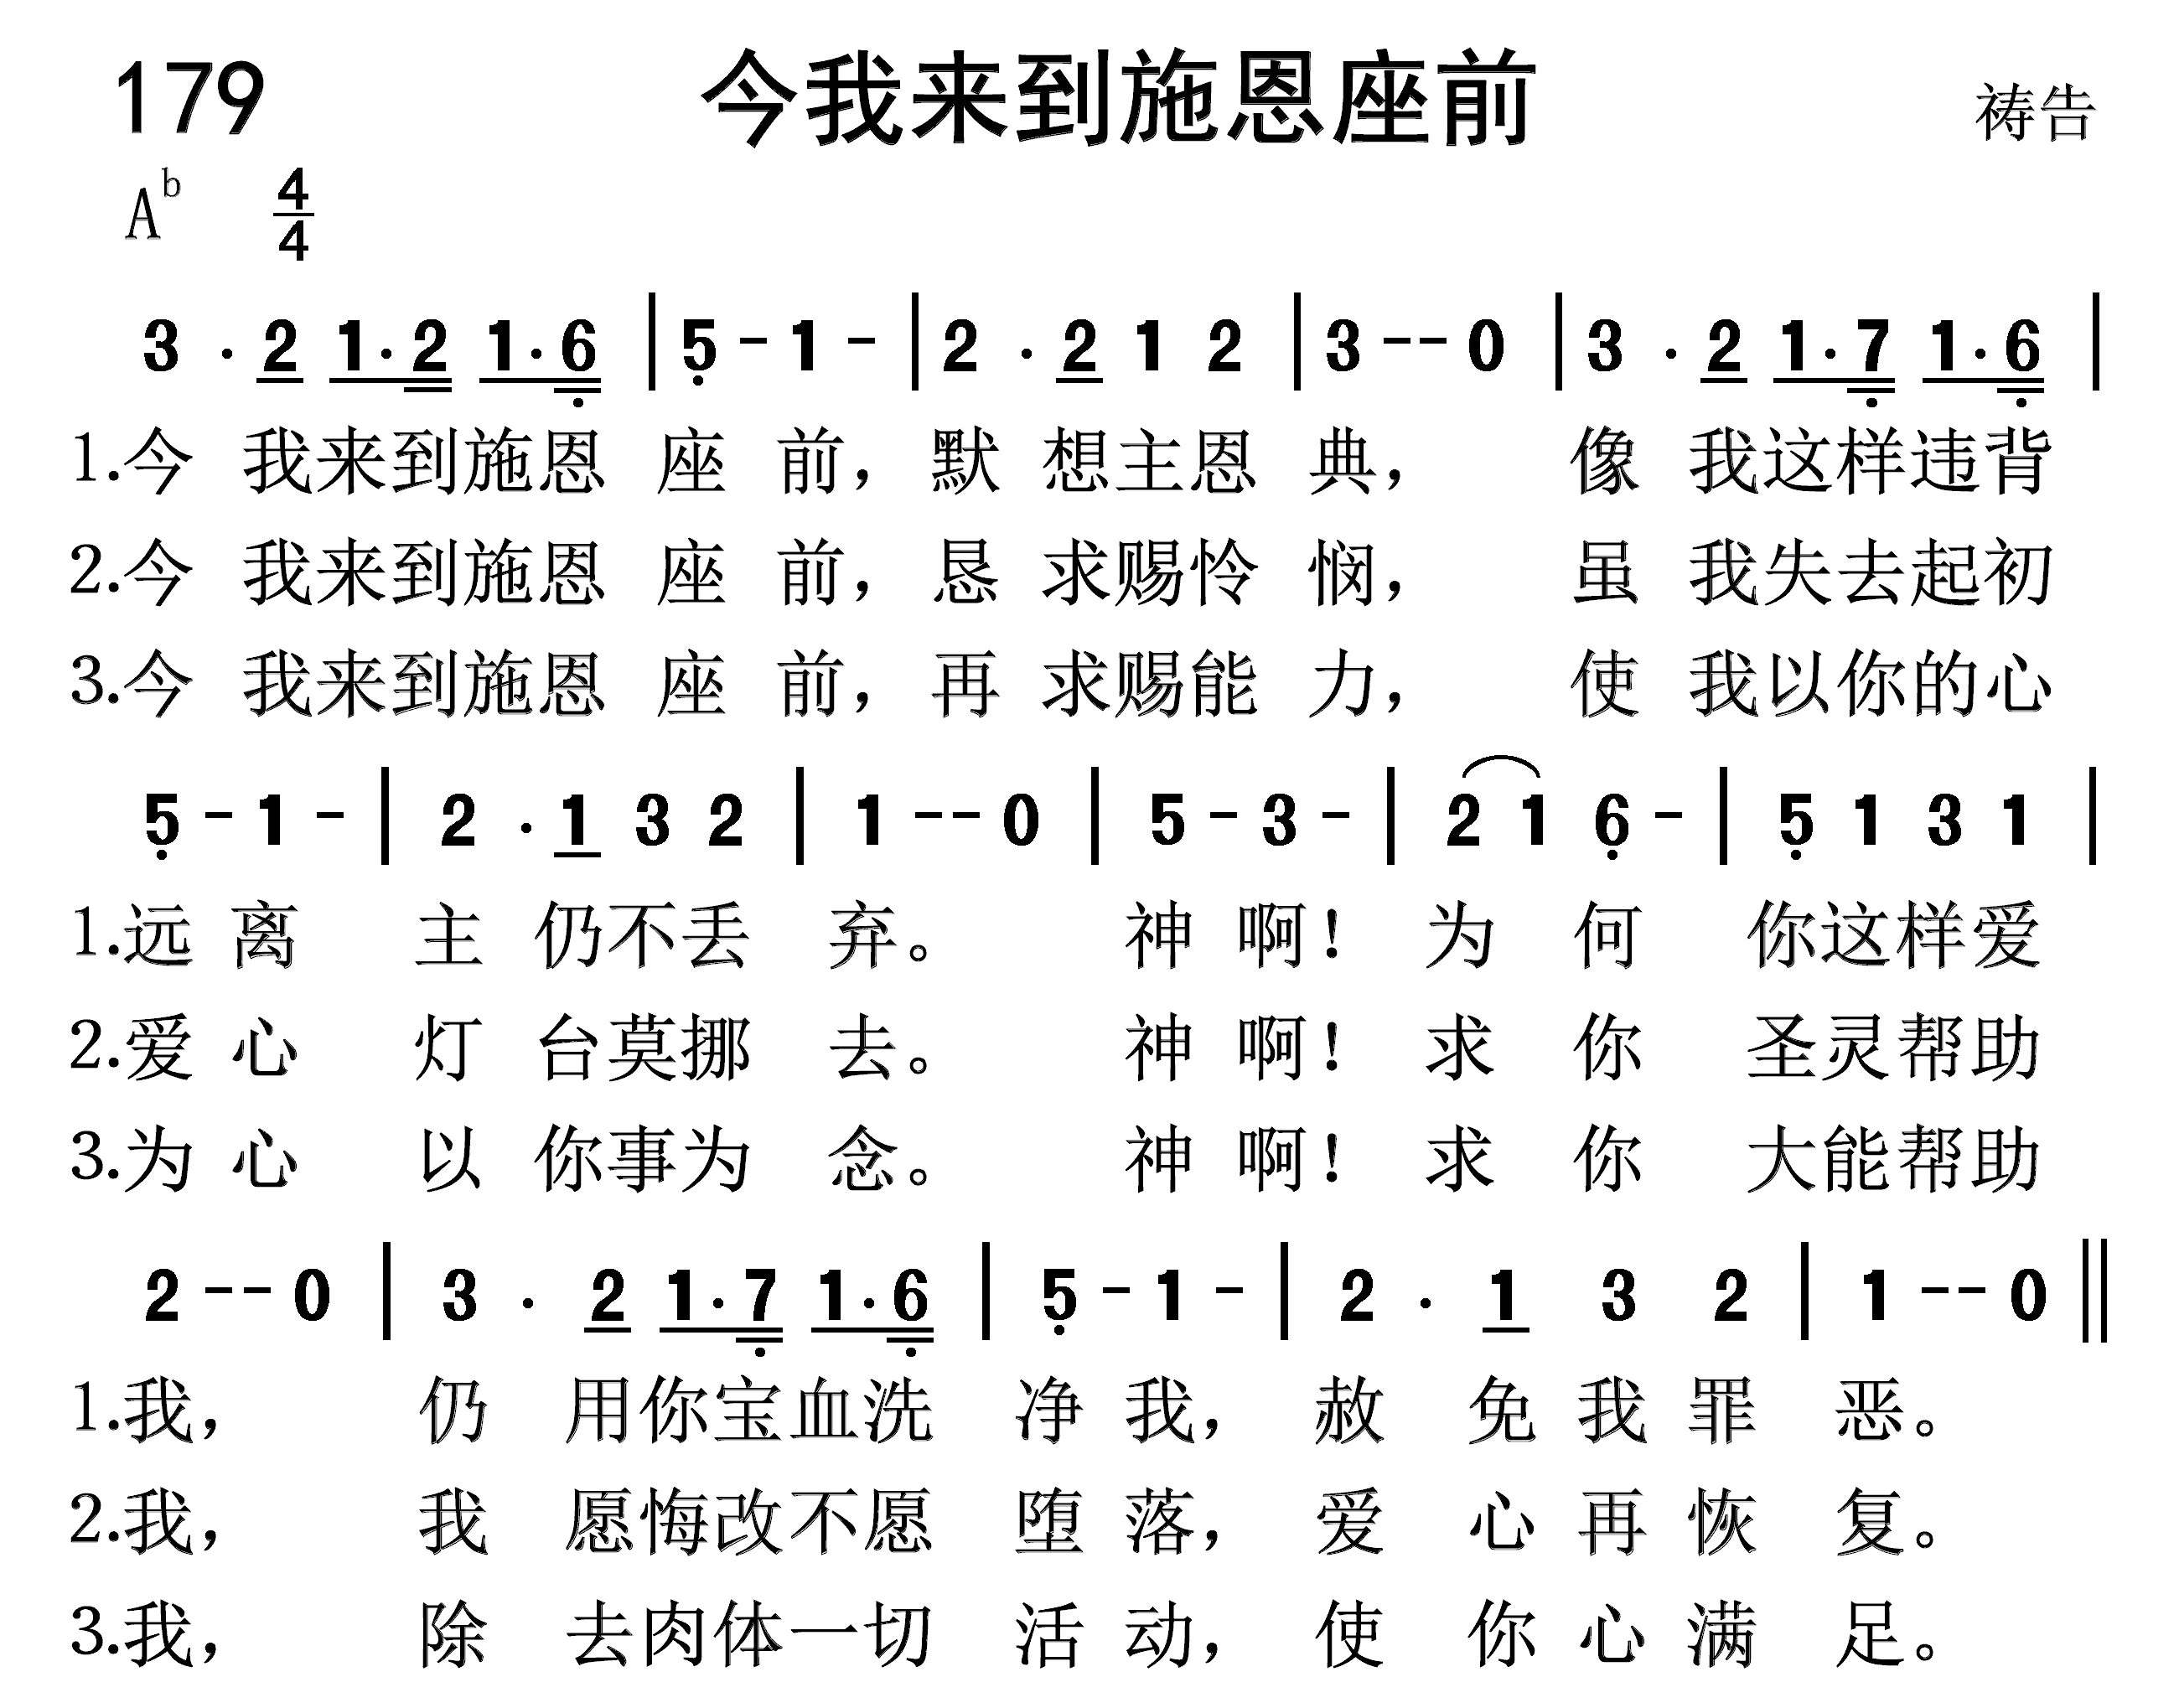 179 今我来到施恩座前 祷告
A♭ 4/4
3 · 2 1·2 1·6 | 5 - 1 - | 2 · 2 1 2 | 3 - - 0 | 3 · 2 1·7 1·6 |
1.今 我来到施恩 座 前，默 想主恩 典， 像 我这样违背
2.今 我来到施恩 座 前，恳 求赐怜 悯， 虽 我失去起初
3.今 我来到施恩 座 前，再 求赐能 力， 使 我以你的心
5 - 1 - | 2 · 1 3 2 | 1 - - 0 | 5 - 3 - | 2 1 6 - | 5 1 3 1 |
1.远 离 主 仍不丢 弃。 神 啊！为 何 你这样爱
2.爱 心 灯 台莫挪 去。 神 啊！求 你 圣灵帮助
3.为 心 以 你事为 念。 神 啊！求 你 大能帮助
2 - - 0 | 3 · 2 1·7 1·6 | 5 - 1 - | 2 · 1 3 2 | 1 - - 0 ||
1.我， 仍 用你宝血洗 净 我，赦 免 我 罪 恶。
2.我， 我 愿悔改不愿 堕 落，爱 心 再 恢 复。
3.我， 除 去肉体一切 活 动，使 你 心 满 足。